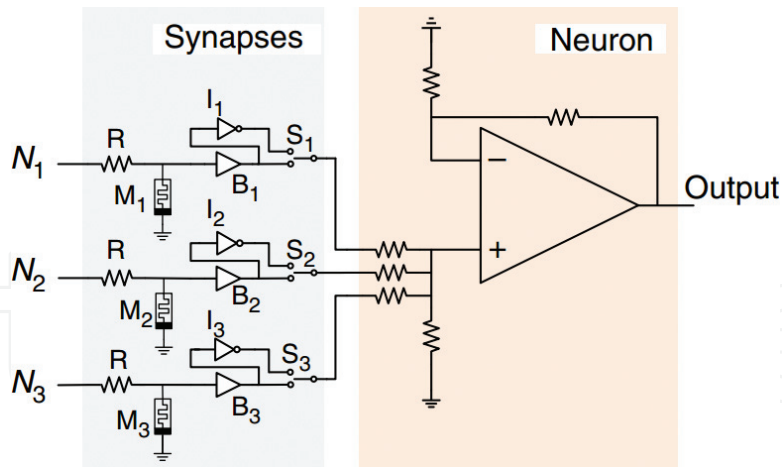 Synapses
Neuron
I1
R
S1
N1
M1
B1
−
Output
I2
R
S2
+
N2
M2
B2
I3
R
S3
N3
M3
B3